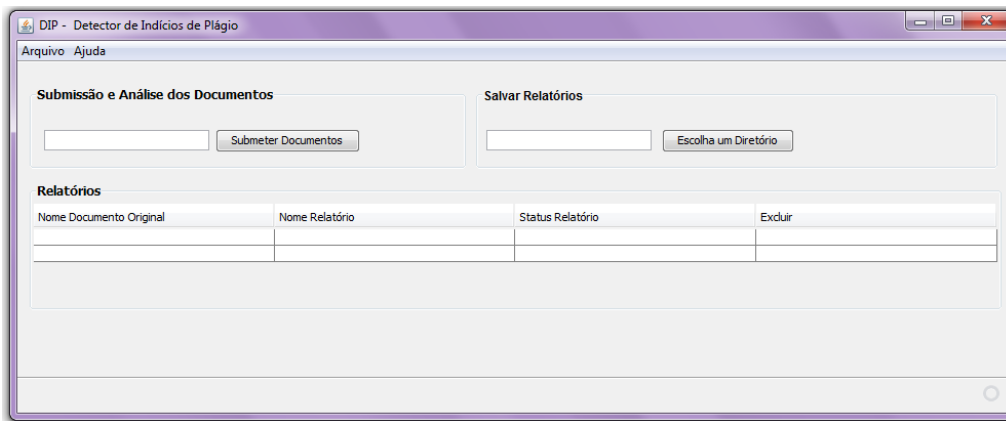 DIP - Detector de Indícios de Plágio
Arquivo Ajuda
Submissão e Análise dos Documentos
Salvar Relatórios
Submeter Documentos
Escolha um Diretório
Relatórios
Nome Documento Original Nome Relatório Status Relatório Excluir